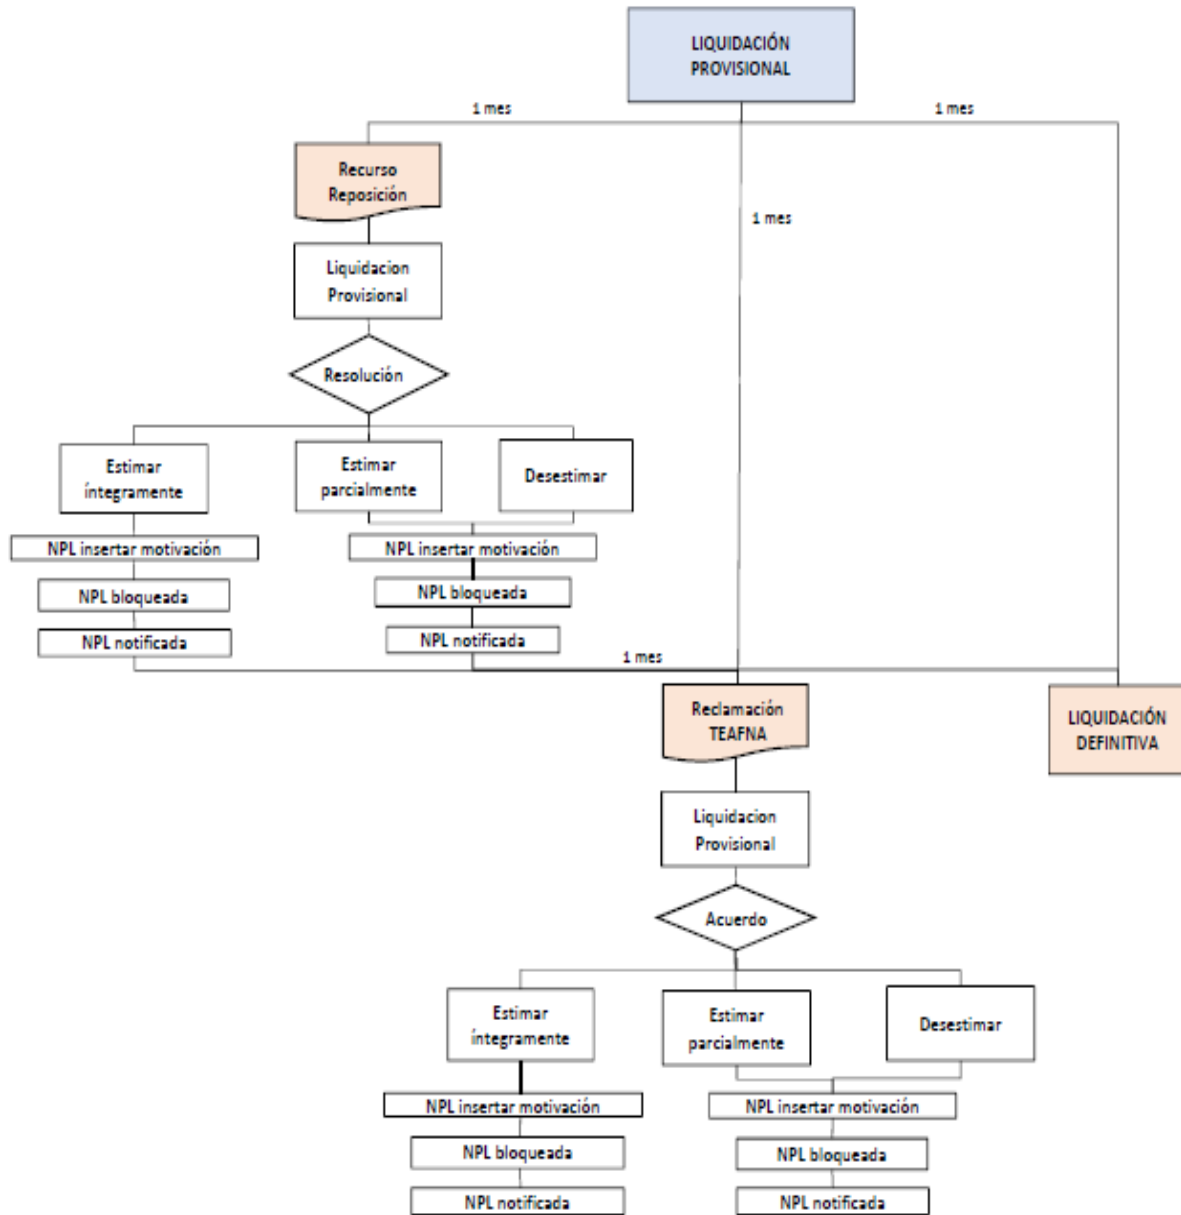 LIQUIDACIÓN
PROVISIONAL
1 mes
1 mes
Recurso
Reposición
1 mes
Liquidacion
Provisional
Resolución
Estimar
íntegramente
Estimar
parcialmente
Desestimar
NPL insertar motivación
NPL insertar motivación
NPL bloqueada
NPL bloqueada
NPL notificada
NPL notificada
1 mes
Reclamación
TEAFNA
LIQUIDACIÓN
DEFINITIVA
Liquidacion
Provisional
Acuerdo
Estimar
íntegramente
Estimar
parcialmente
Desestimar
NPL insertar motivación
NPL insertar motivación
NPL bloqueada
NPL bloqueada
NPL notificada
NPL notificada